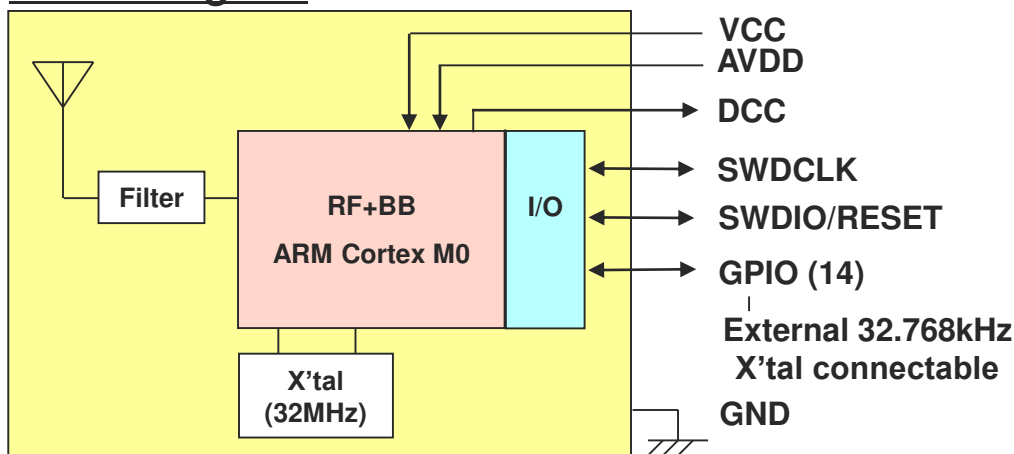 VCC
AVDD
DCC
SWDCLK
SWDIO/RESET
GPIO (14)
External 32.768kHz
X'tal connectable
GND
Filter
RF+BB
ARM Cortex M0
I/O
X'tal
(32MHz)